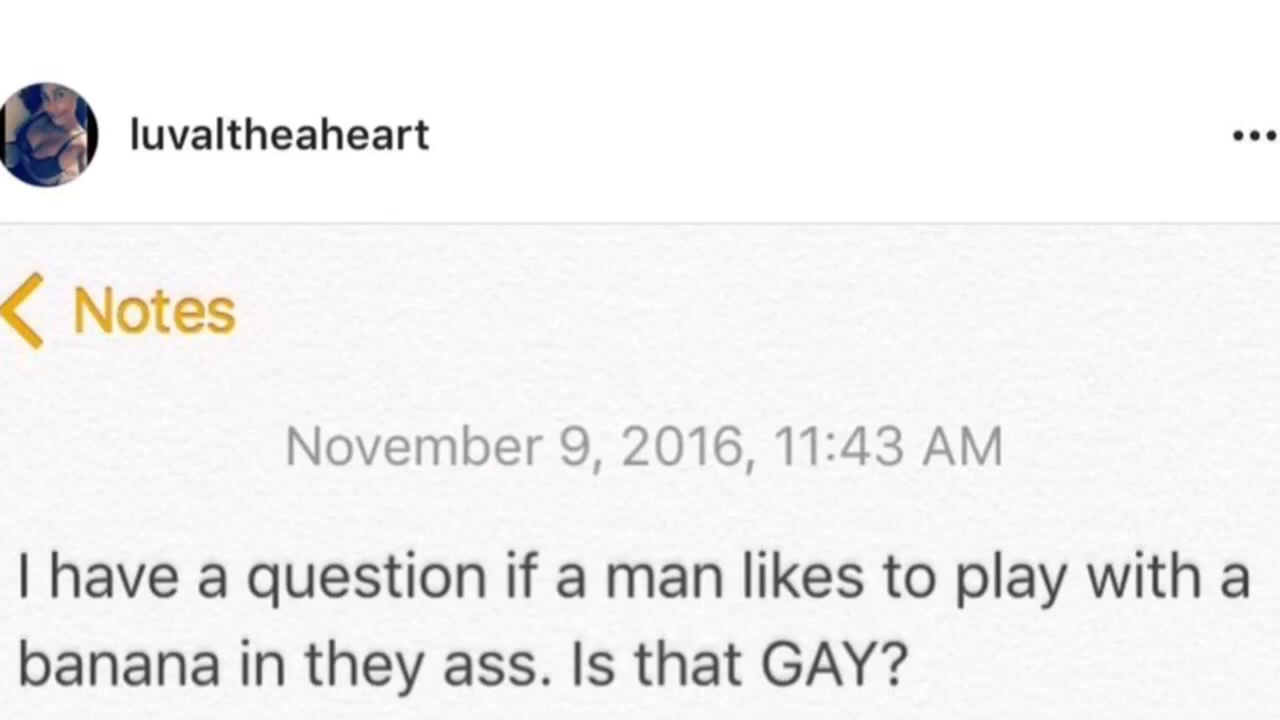 luvaltheaheart
Notes
November 9, 2016, 11:43 AM
I have a question if a man likes to play with a
banana in they ass. Is that GAY?